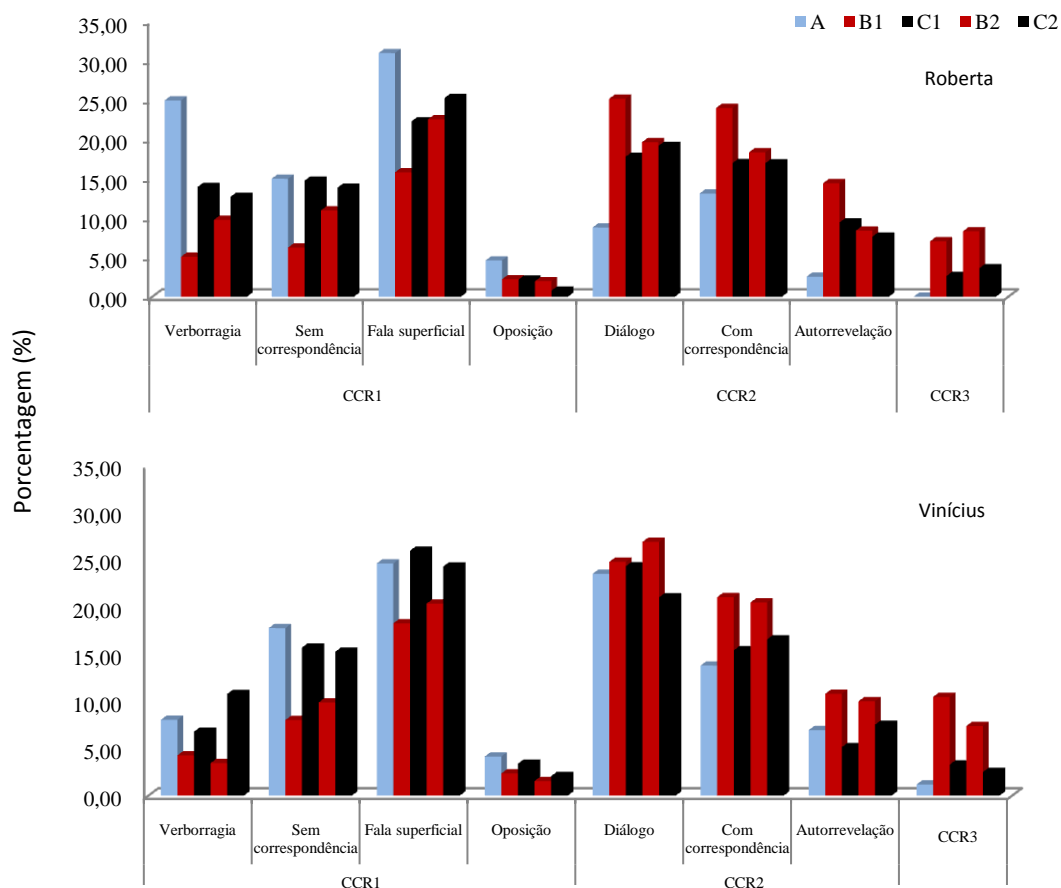 35,00
30,00
25,00
20,00
15,00
10,00
5,00
0,00
A B1 C1 B2 C2
Roberta
Verborragia
Sem
correspondência
Fala superficial
Oposição
Diálogo
Com
correspondência
Autorrevelação
CCR1
CCR2
CCR3
Porcentagem (%)
35,00
30,00
25,00
20,00
15,00
10,00
5,00
0,00
Vinícius
Verborragia
Sem
correspondência
Fala superficial
Oposição
Diálogo
Com
correspondência
Autorrevelação
CCR3
CCR1
CCR2